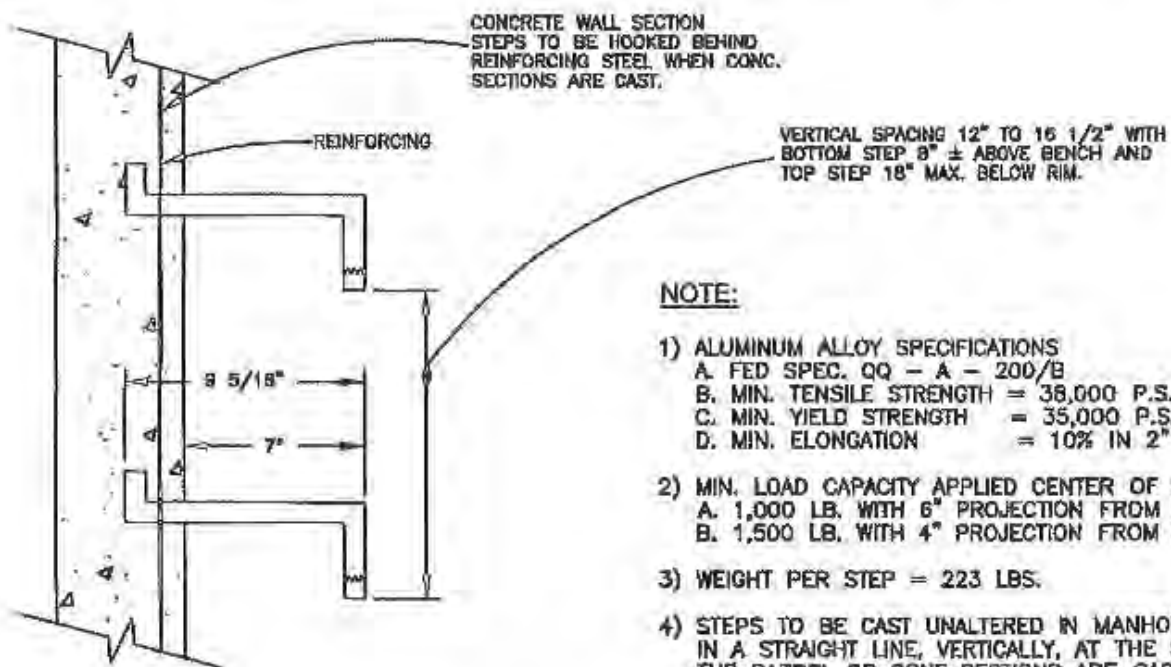 CONCRETE WALL SECTION
STEPS TO BE HOOKED BEHIND
REINFORCING STEEL WHEN CONC.
SECTIONS ARE CAST.
REINFORCING
VERTICAL SPACING 12" TO 16 1/2" WITH
BOTTOM STEP 8" ± ABOVE BENCH AND
TOP STEP 18" MAX. BELOW RIM.
9 5/16"
7"
NOTE:
1) ALUMINUM ALLOY SPECIFICATIONS
A. FED SPEC. QQ - A - 200/8
B. MIN. TENSILE STRENGTH = 38,000 P.S.
C. MIN. YIELD STRENGTH = 35,000 P.S.
D. MIN. ELONGATION = 10% IN 2"
2) MIN. LOAD CAPACITY APPLIED CENTER OF
A. 1,000 LB. WITH 6" PROJECTION FROM
B. 1,500 LB. WITH 4" PROJECTION FROM
3) WEIGHT PER STEP = 223 LBS.
4) STEPS TO BE CAST UNALTERED IN MANHO
IN A STRAIGHT LINE, VERTICALLY, AT THE